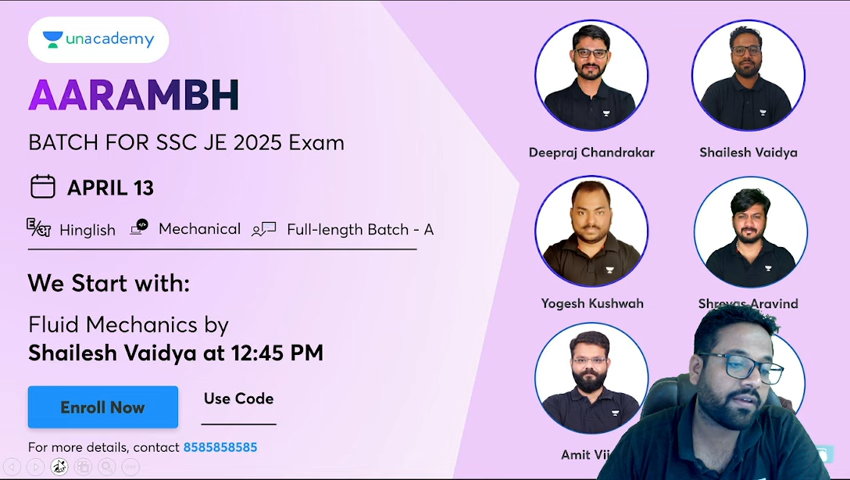 unacademy
AARAMBH
BATCH FOR SSC JE 2025 Exam
APRIL 13
Hinglish
Mechanical
Full-length Batch - A
We Start with:
Fluid Mechanics by
Shailesh Vaidya at 12:45 PM
Enroll Now
Use Code
For more details, contact 8585858585
Deepraj Chandrakar
Shailesh Vaidya
Yogesh Kushwah
Shreyas Aravind
Amit